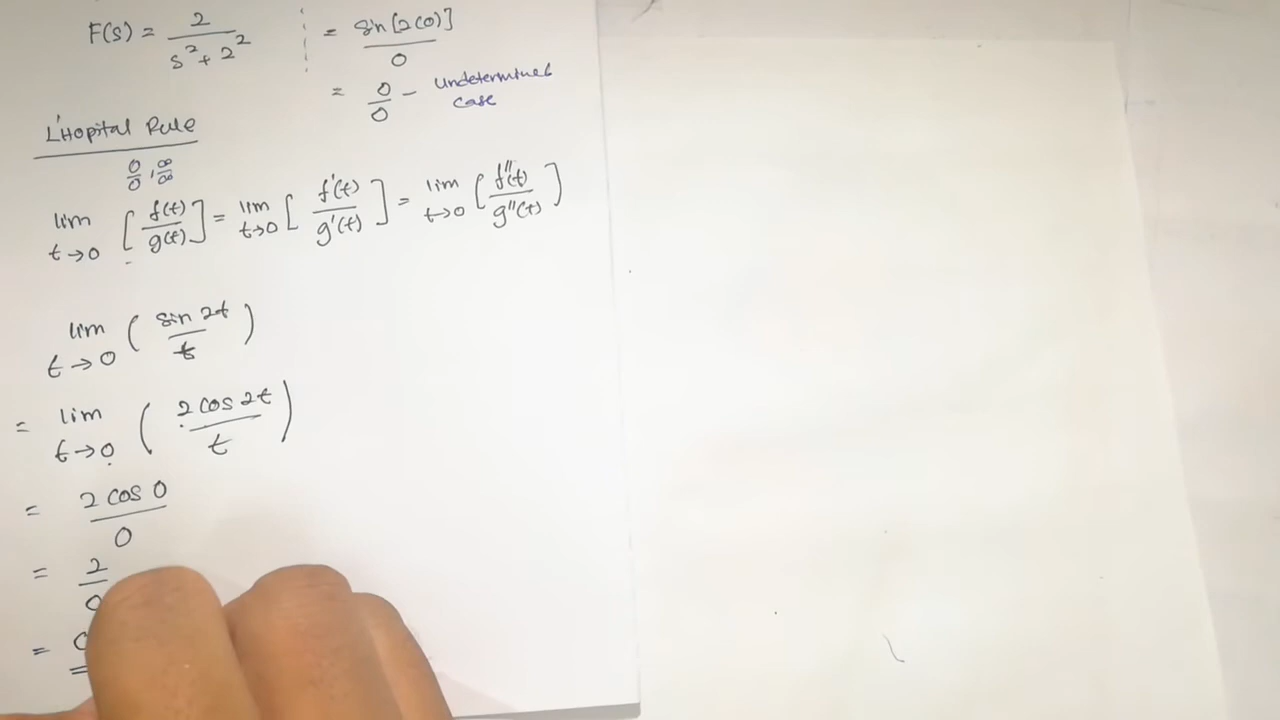 F(s) = 2/(s² + 2²)
= sin[2(0)]/0
= 0/0 – undetermined case
L'Hopital Rule
0/0, ∞/∞
lim t→0 [f(t)/g(t)] = lim t→0 [f'(t)/g'(t)] = lim t→0 [f''(t)/g''(t)]
lim t→0 (sin 2t/t)
= lim t→0 (2 cos 2t/t)
= 2 cos 0/0
= 2/0
=